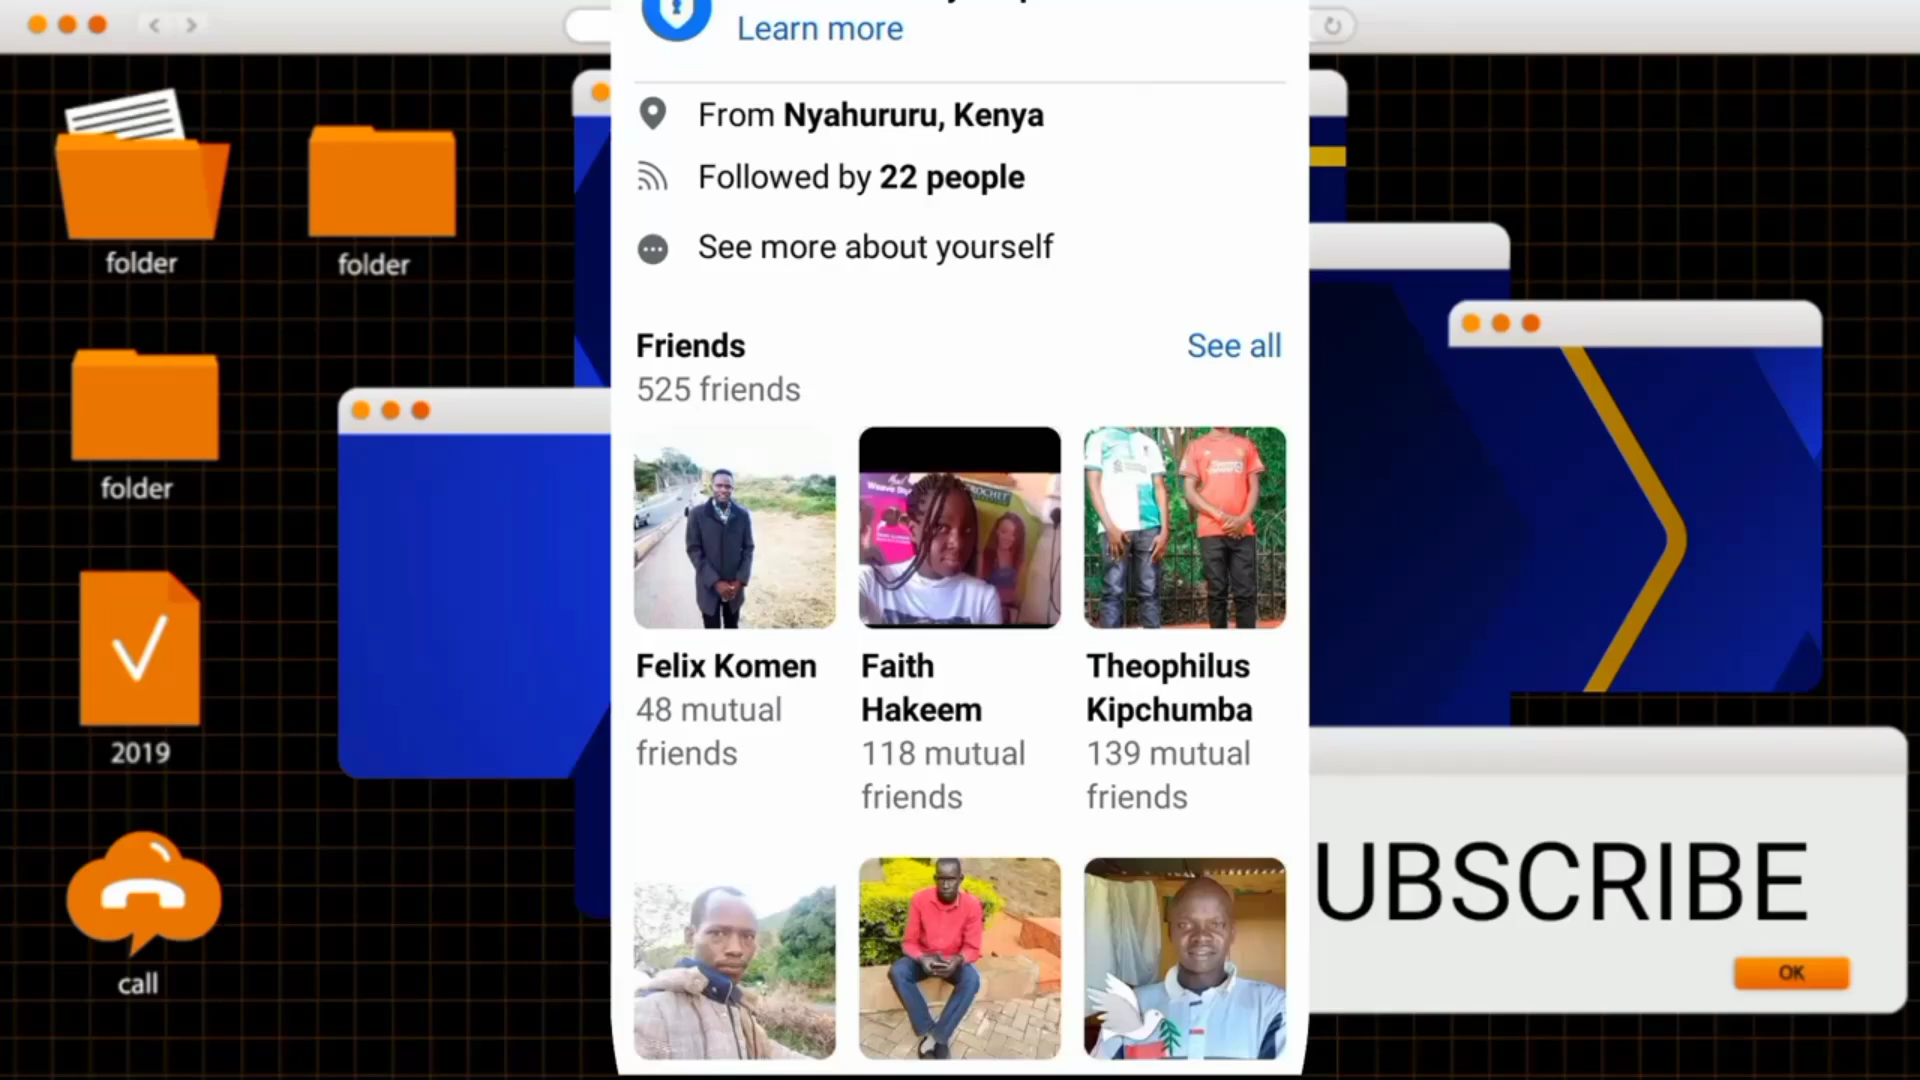 Learn more
From Nyahururu, Kenya
Followed by 22 people
See more about yourself
Friends
See all
525 friends
Felix Komen
48 mutual
friends
Faith
Hakeem
118 mutual
friends
Theophilus
Kipchumba
139 mutual
friends
folder
folder
folder
2019
call
UBSCRIBE
OK